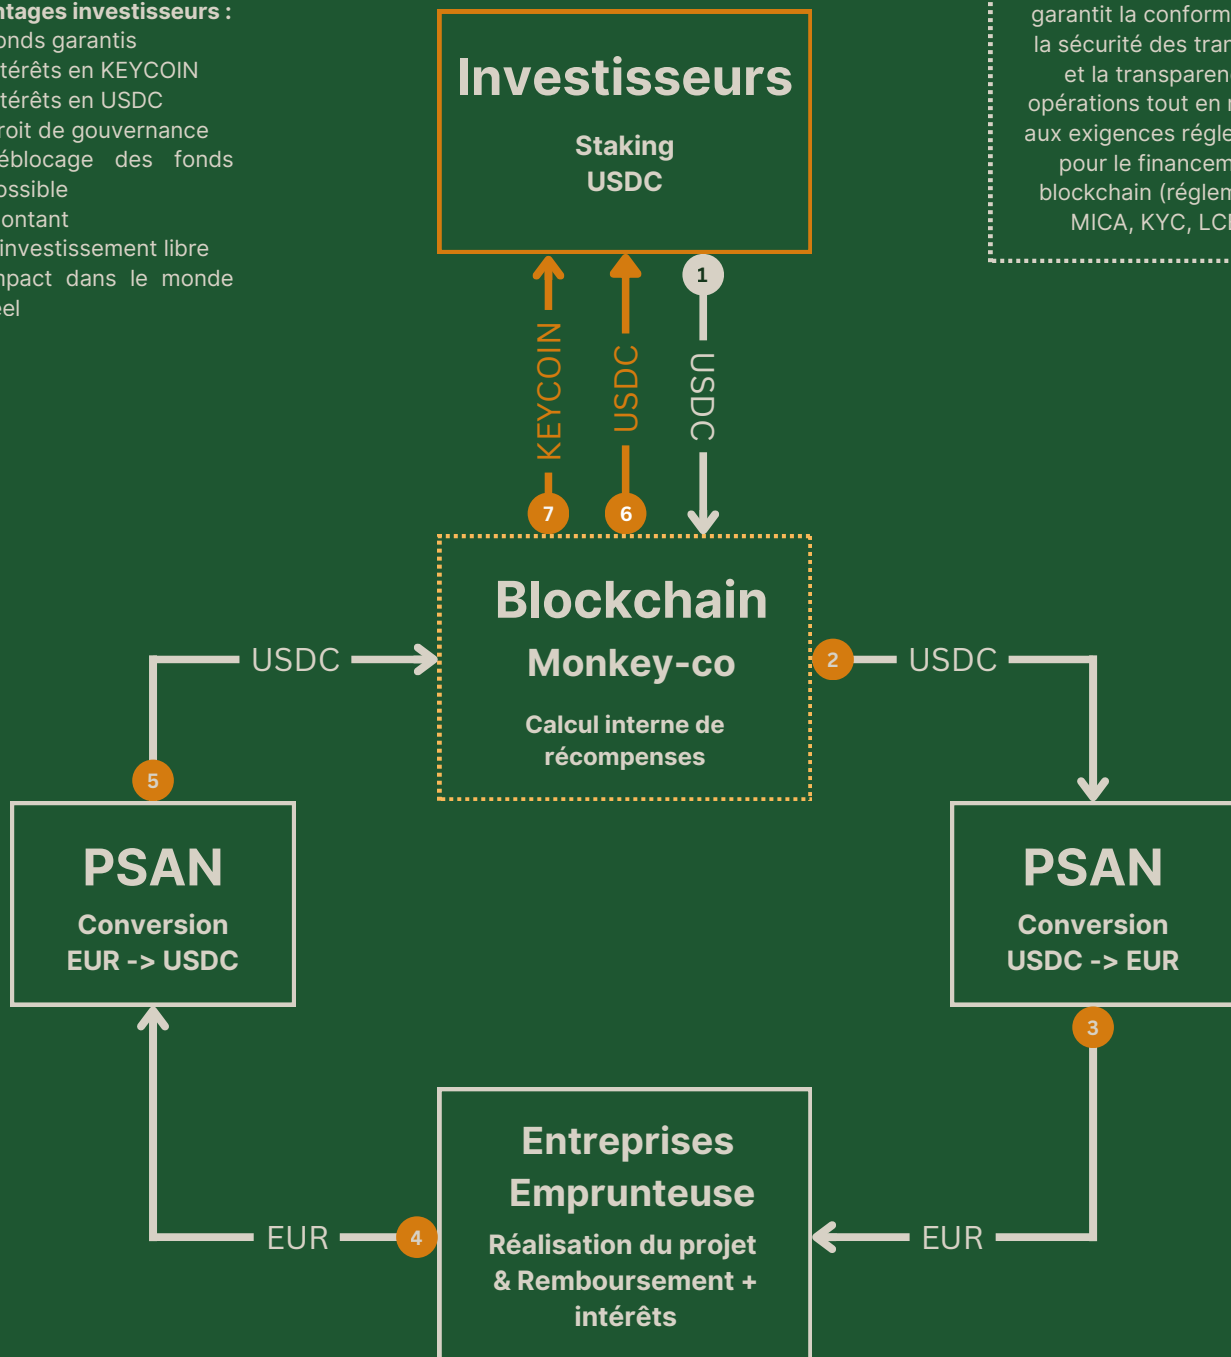 ntages investisseurs :
onds garantis
térêts en KEYCOIN
térêts en USDC
roit de gouvernance
éblocage des fonds
ossible
ontant
investissement libre
mpact dans le monde
éel
Investisseurs
Staking
USDC
garantit la conform
la sécurité des tran
et la transparen
opérations tout en
aux exigences régle
pour le financem
blockchain (réglem
MICA, KYC,
KEYCOIN
USDC
1
USDC
7
6
Blockchain
Monkey-co
Calcul interne de
récompenses
USDC
2
USDC
5
PSAN
Conversion
EUR -> USDC
PSAN
Conversion
USDC -> EUR
3
Entreprises
Emprunteuse
Réalisation du projet
& Remboursement +
intérêts
EUR
4
EUR